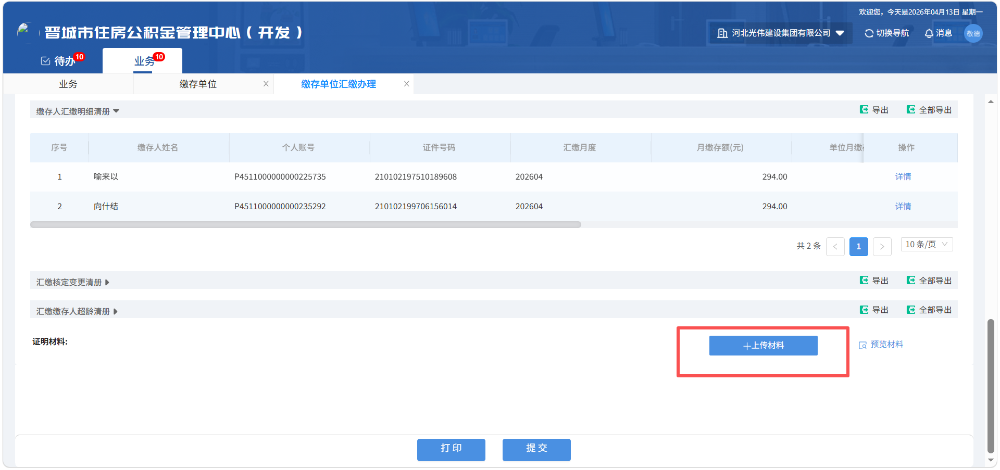 欢迎您，今天是2026年04月13日 星期一
晋城市住房公积金管理中心（开发）
河北光伟建设集团有限公司 切换导航 消息 敬德
待办 10 业务 10
业务 缴存单位 缴存单位汇缴办理
缴存人汇缴明细清册 导出 全部导出
序号 缴存人姓名 个人账号 证件号码 汇缴月度 月缴存额(元) 单位月缴存 操作
1 喻来以 P4511000000000225735 210102197510189608 202604 294.00 详情
2 向什结 P4511000000000235292 210102199706156014 202604 294.00 详情
共 2 条 < 1 > 10 条/页
汇缴核定变更清册 导出 全部导出
汇缴缴存人超龄清册 导出 全部导出
证明材料: +上传材料 预览材料
打 印 提 交